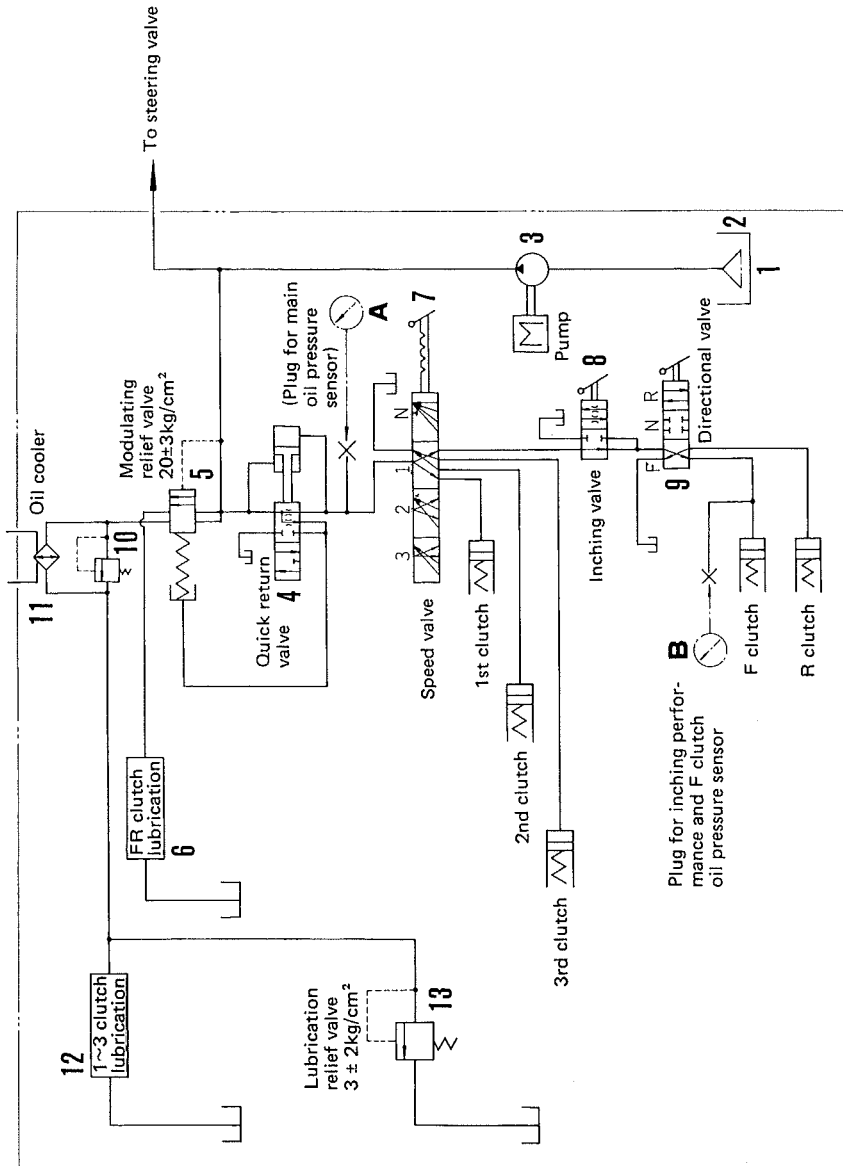 To steering valve
Oil cooler
11
10
Modulating
relief valve
20±3kg/cm²
5
(Plug for main
oil pressure
sensor)
A
Quick return
valve
4
3
2
1
Pump
7
Speed valve
3
2
1
N
8
Inching valve
Directional valve
F
N
R
9
1st clutch
2nd clutch
3rd clutch
F clutch
R clutch
B
Plug for inching perfor-
mance and F clutch
oil pressure sensor
FR clutch
lubrication
6
12
1~3 clutch
lubrication
Lubrication
relief valve
3 ± 2kg/cm²
13